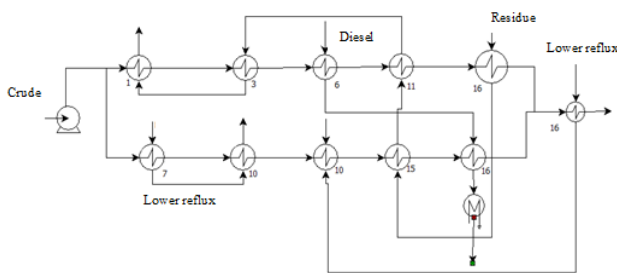 Residue
Diesel
Lower reflux
1
3
6
11
16
Crude
16
7
10
10
15
16
Lower reflux
M